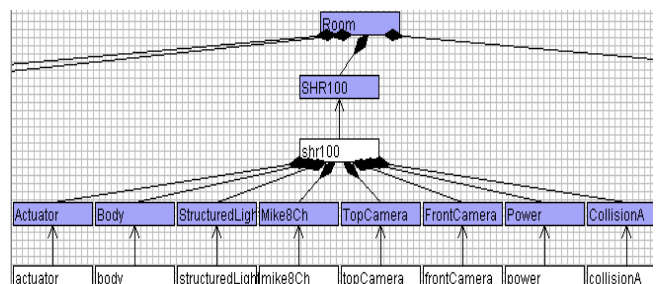 Room
SHR100
shr100
Actuator Body StructuredLigh Mike8Ch TopCamera FrontCamera Power CollisionA
actuator body structuredLigh mike8Ch topCamera frontCamera power collisionA